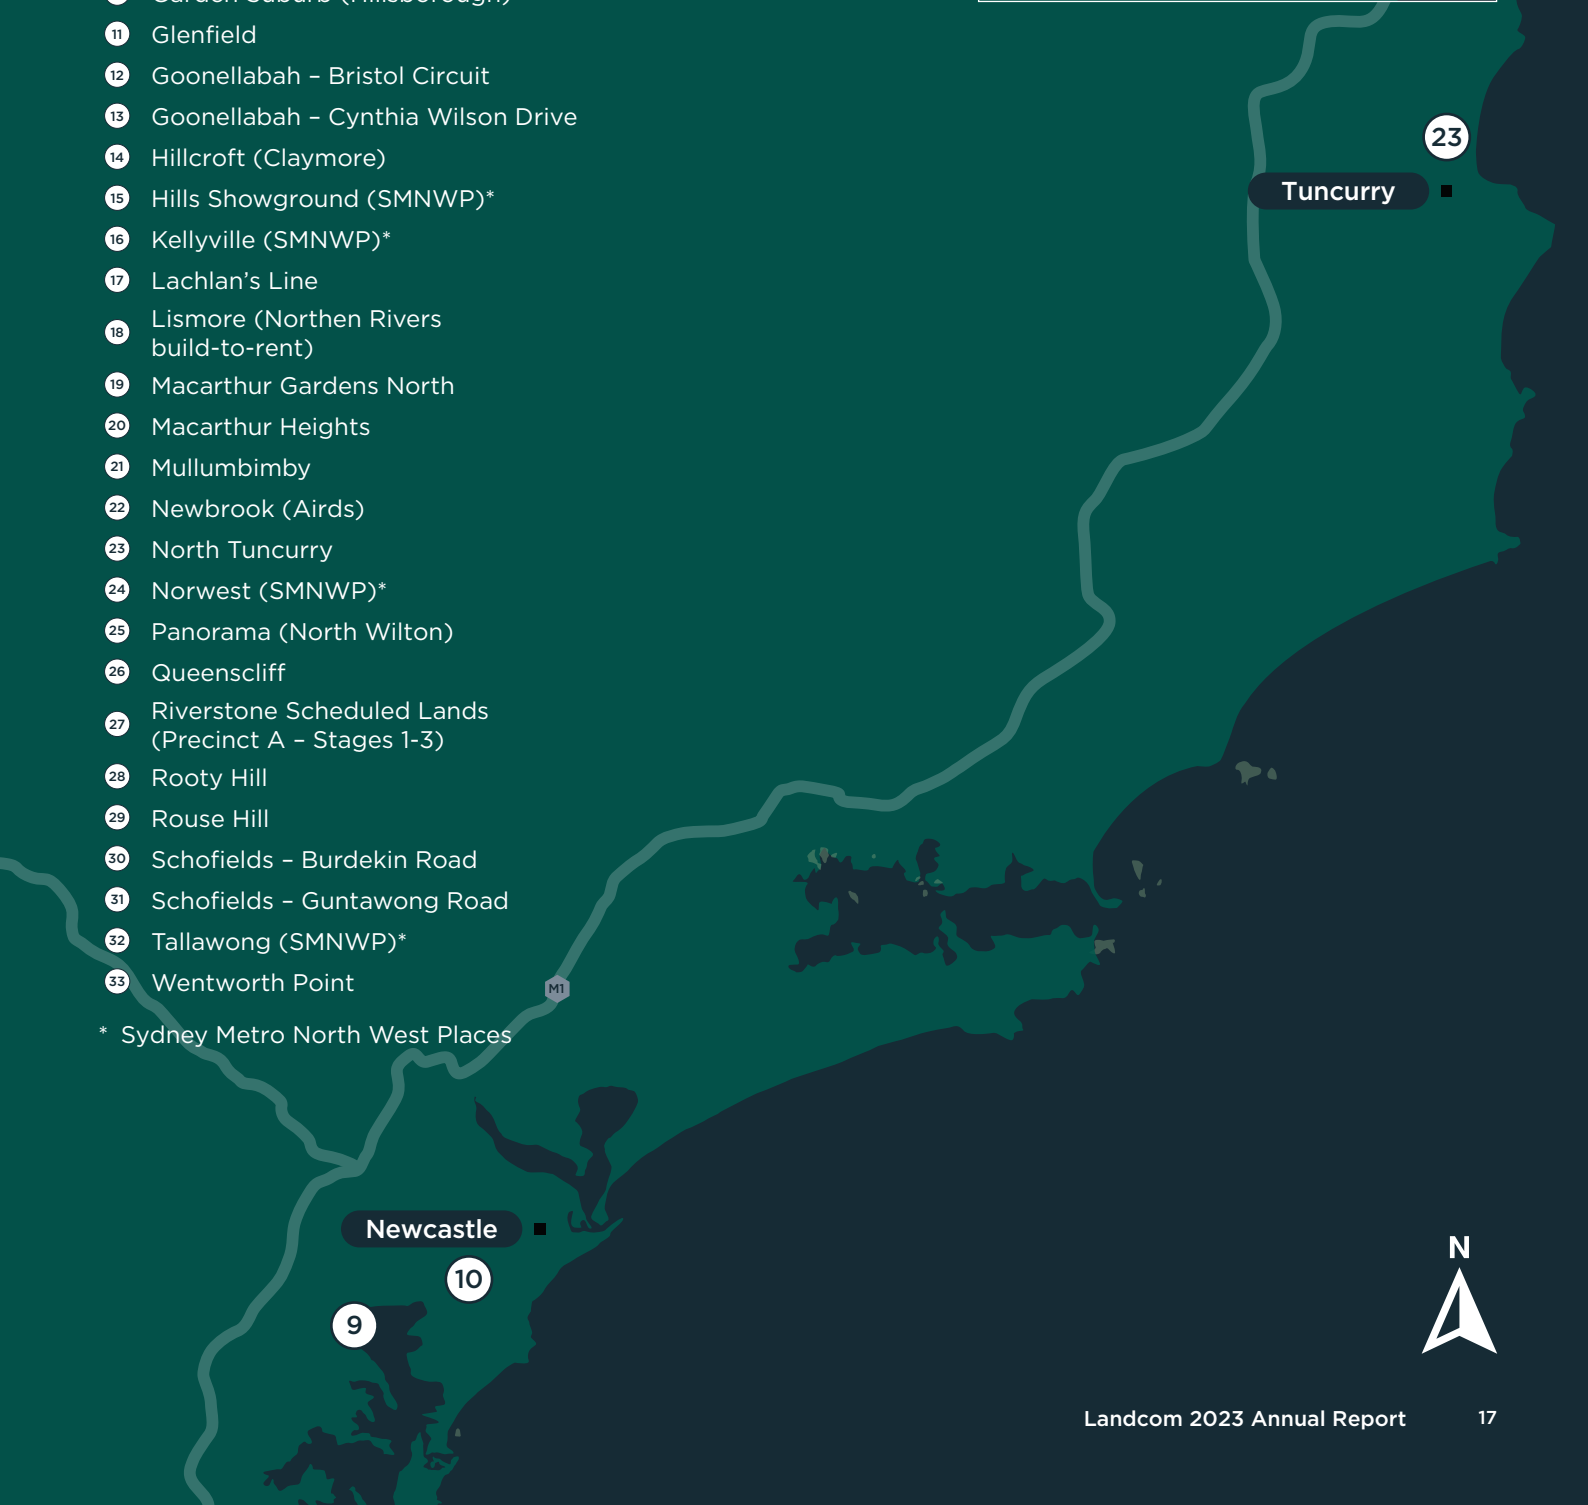 Garden Suburb (Hillsborough)
11 Glenfield
12 Goonellabah – Bristol Circuit
13 Goonellabah – Cynthia Wilson Drive
14 Hillcroft (Claymore)
15 Hills Showground (SMNWP)*
16 Kellyville (SMNWP)*
17 Lachlan’s Line
18 Lismore (Northen Rivers
build-to-rent)
19 Macarthur Gardens North
20 Macarthur Heights
21 Mullumbimby
22 Newbrook (Airds)
23 North Tuncurry
24 Norwest (SMNWP)*
25 Panorama (North Wilton)
26 Queenscliff
27 Riverstone Scheduled Lands
(Precinct A – Stages 1-3)
28 Rooty Hill
29 Rouse Hill
30 Schofields – Burdekin Road
31 Schofields – Guntawong Road
32 Tallawong (SMNWP)*
33 Wentworth Point
* Sydney Metro North West Places
23
Tuncurry
M1
Newcastle
10
9
N
Landcom 2023 Annual Report 17